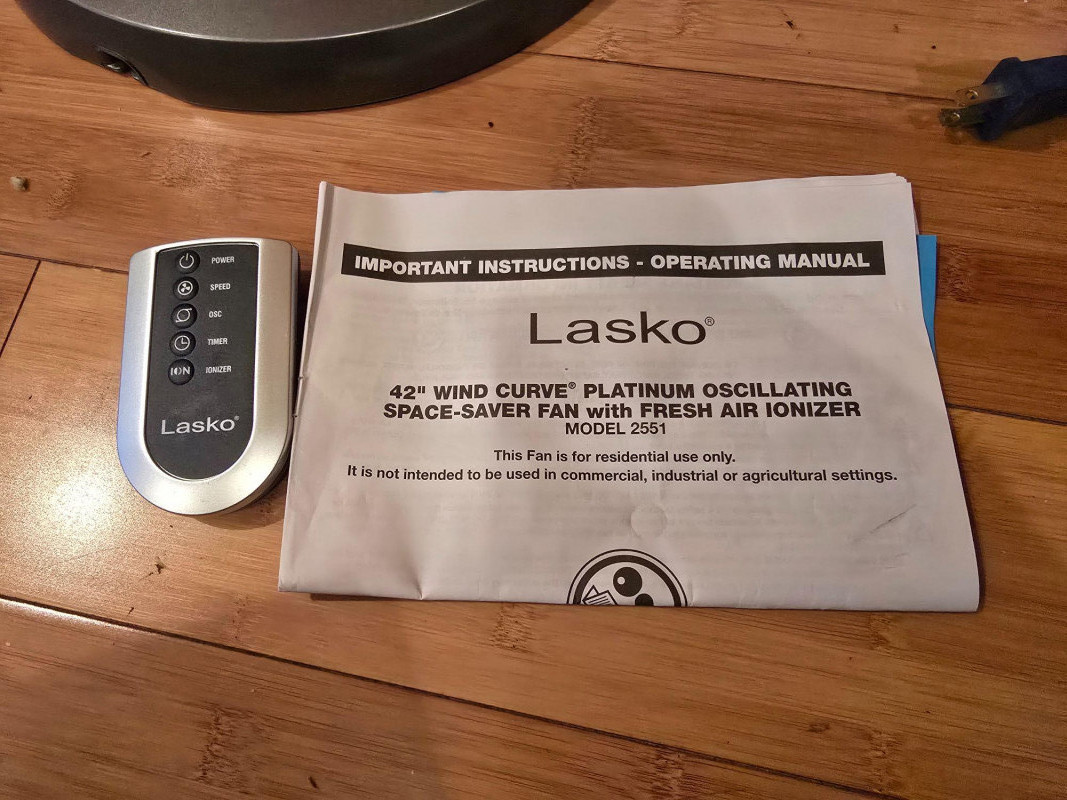 POWER
SPEED
OSC
TIMER
ION IONIZER
Lasko®
IMPORTANT INSTRUCTIONS - OPERATING MANUAL
Lasko®
42" WIND CURVE® PLATINUM OSCILLATING
SPACE-SAVER FAN with FRESH AIR IONIZER
MODEL 2551
This Fan is for residential use only.
It is not intended to be used in commercial, industrial or agricultural settings.